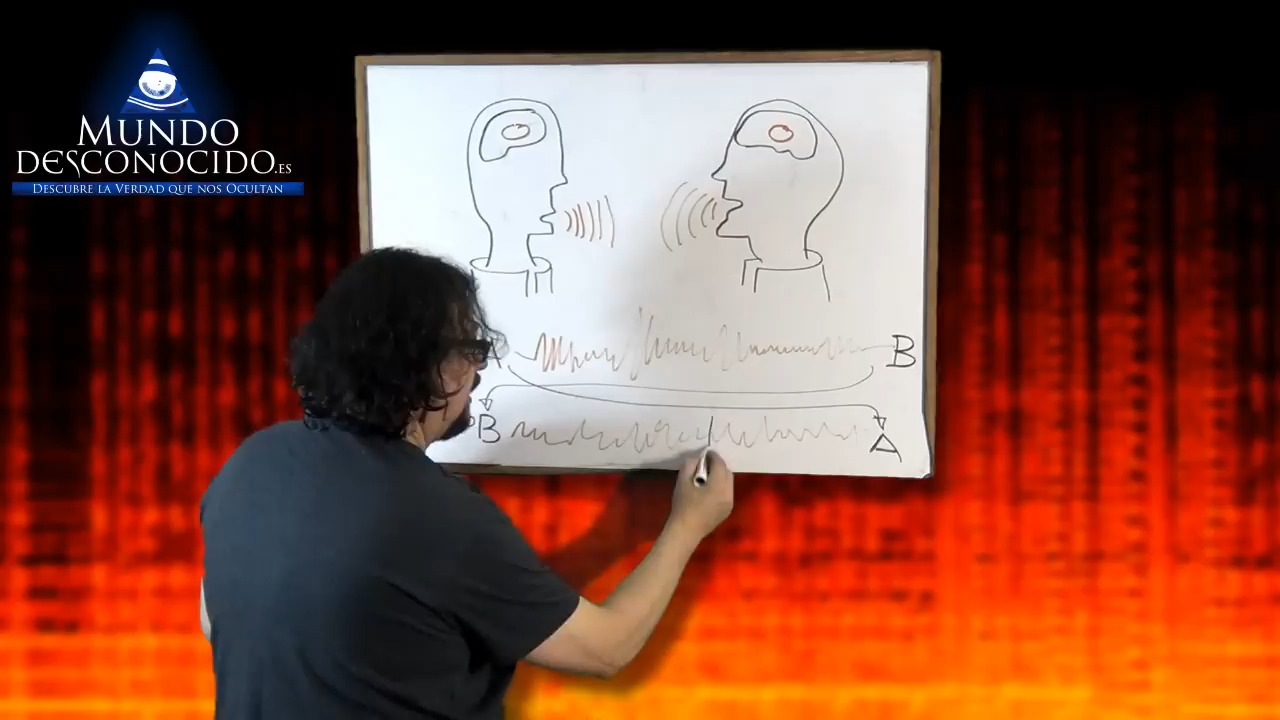 MUNDO
DESCONOCIDO.ES
DESCUBRE LA VERDAD QUE NOS OCULTAN
A B
B A